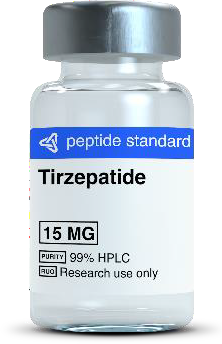 peptide standard
Tirzepatide
15 MG
PURITY 99% HPLC
RUO Research use only